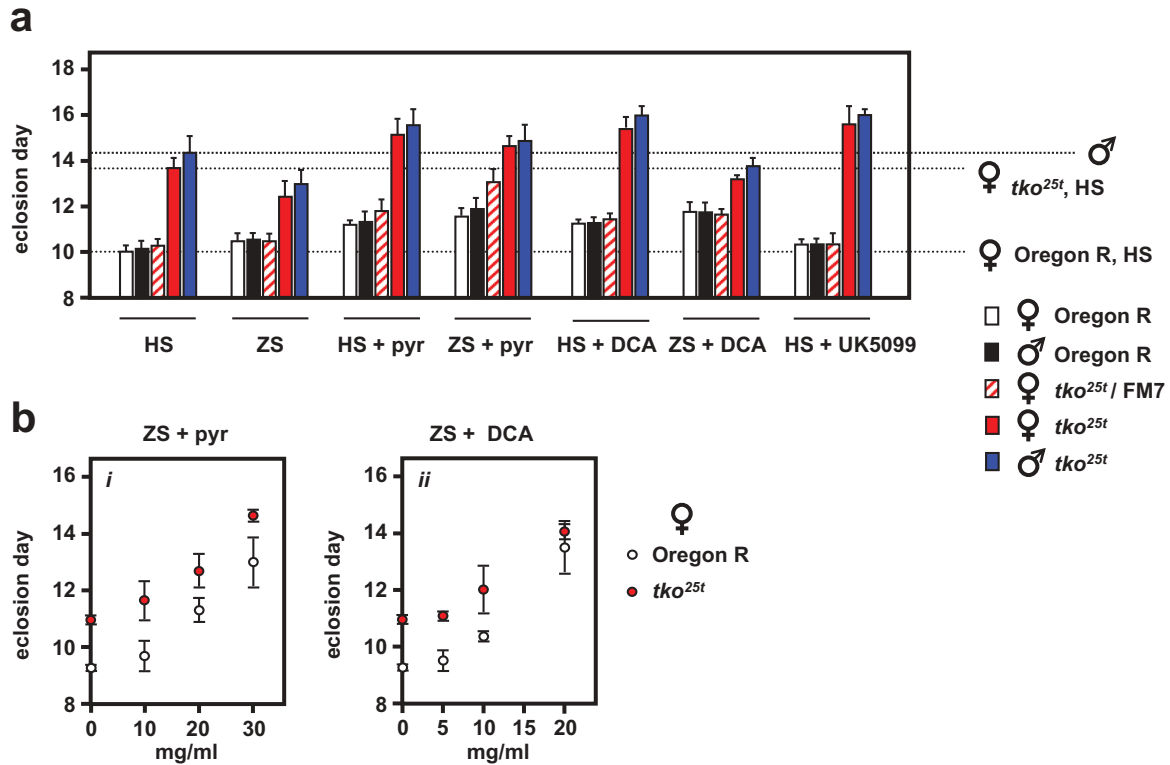 a
eclosion day
18
16
14
12
10
8
HS
ZS
HS + pyr
ZS + pyr
HS + DCA
ZS + DCA
HS + UK5099
♂
♀ tko25t, HS
♀ Oregon R, HS
♀ Oregon R
♂ Oregon R
♀ tko25t / FM7
♀ tko25t
♂ tko25t
b
ZS + pyr
i
eclosion day
16
14
12
10
8
0 10 20 30
mg/ml
ZS + DCA
ii
eclosion day
16
14
12
10
8
0 5 10 15 20
mg/ml
♀
Oregon R
tko25t